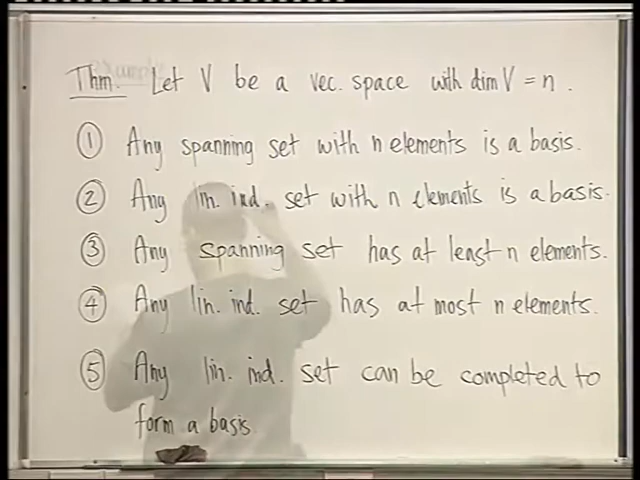 Thm. Let V be a vec. space with dim V = n.
① Any spanning set with n elements is a basis.
② Any lin. ind. set with n elements is a basis.
③ Any spanning set has at least n elements.
④ Any lin. ind. set has at most n elements.
⑤ Any lin. ind. set can be completed to
form a basis